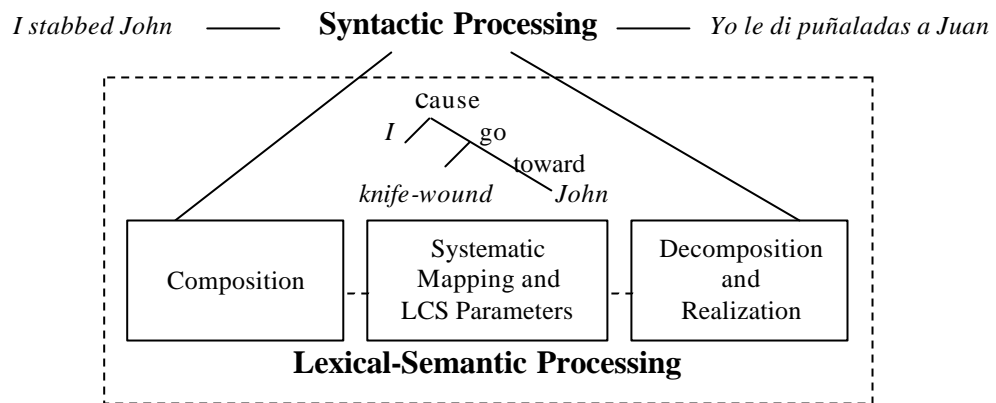 I stabbed John
Syntactic Processing
Yo le di puñaladas a Juan
cause
I
go
toward
knife-wound
John
Composition
Systematic
Mapping and
LCS Parameters
Decomposition
and
Realization
Lexical-Semantic Processing